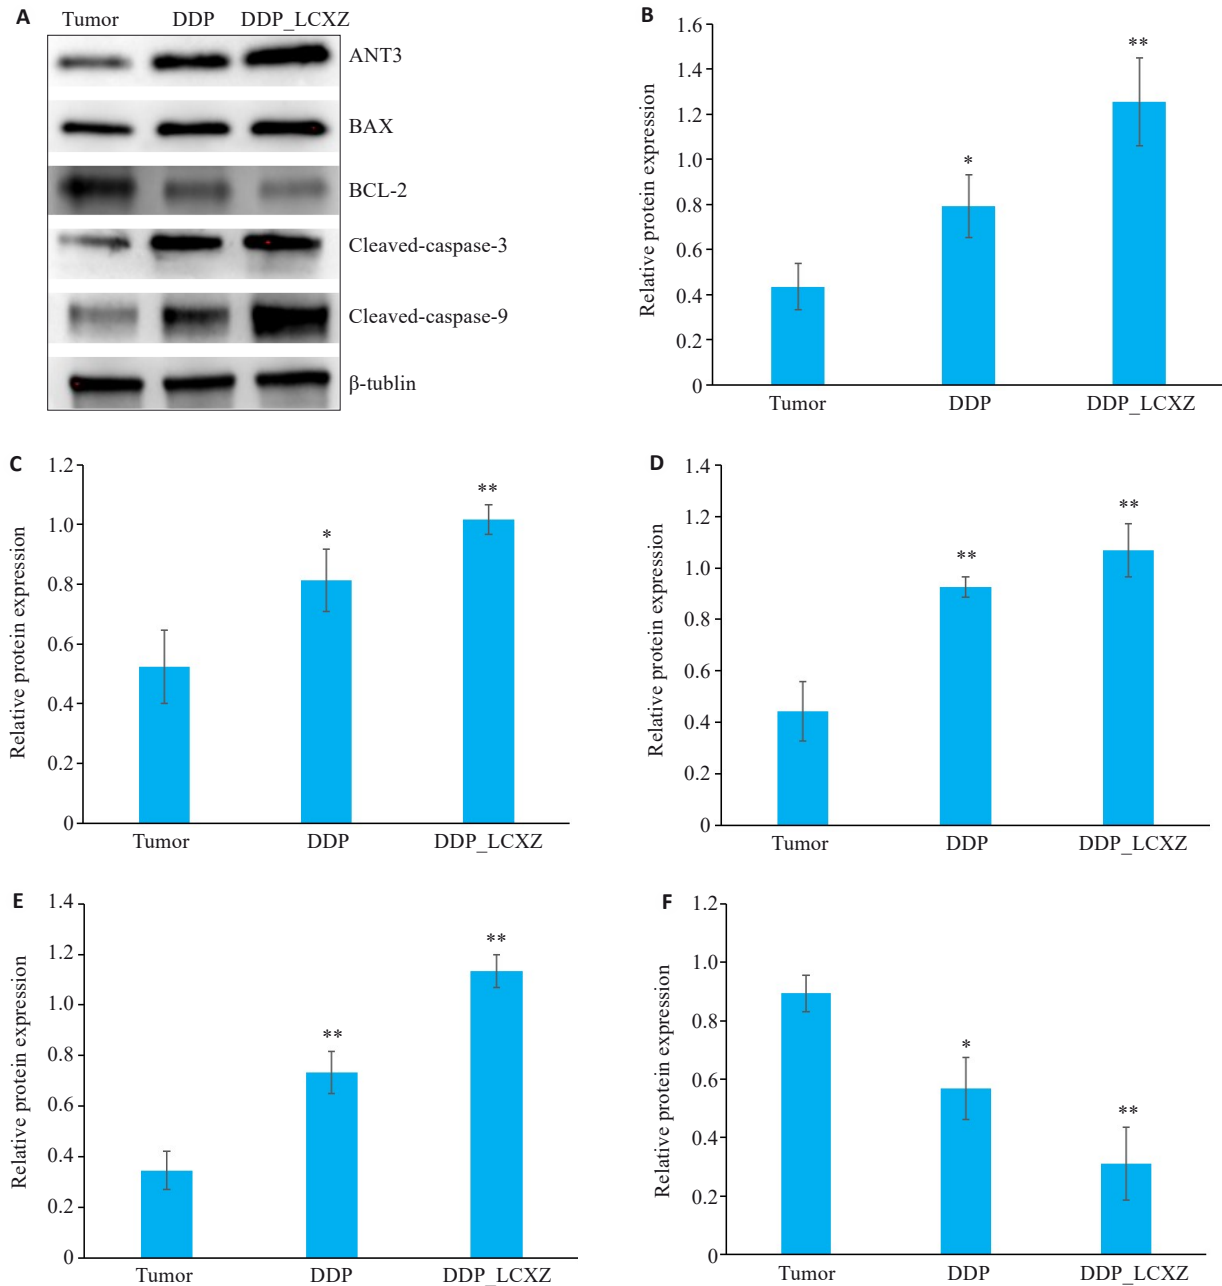 A
Tumor DDP DDP_LCXZ
ANT3
BAX
BCL-2
Cleaved-caspase-3
Cleaved-caspase-9
β-tublin
B
Relative protein expression
1.6
1.4
1.2
1.0
0.8
0.6
0.4
0.2
0
*
**
Tumor DDP DDP_LCXZ
C
Relative protein expression
1.2
1.0
0.8
0.6
0.4
0.2
0
*
**
Tumor DDP DDP_LCXZ
D
Relative protein expression
1.4
1.2
1.0
0.8
0.6
0.4
0.2
0
**
**
Tumor DDP DDP_LCXZ
E
Relative protein expression
1.4
1.2
1.0
0.8
0.6
0.4
0.2
0
**
**
Tumor DDP DDP_LCXZ
F
Relative protein expression
1.2
1.0
0.8
0.6
0.4
0.2
0
*
**
Tumor DDP DDP_LCXZ